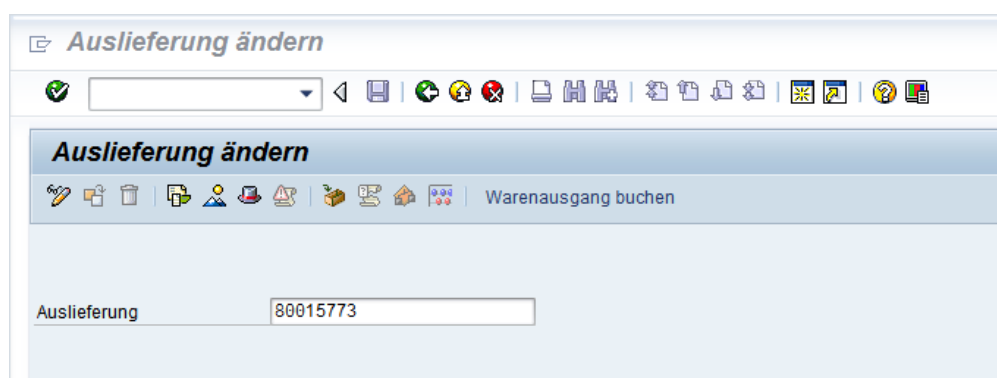 Auslieferung ändern
Auslieferung ändern
Warenausgang buchen
Auslieferung 80015773